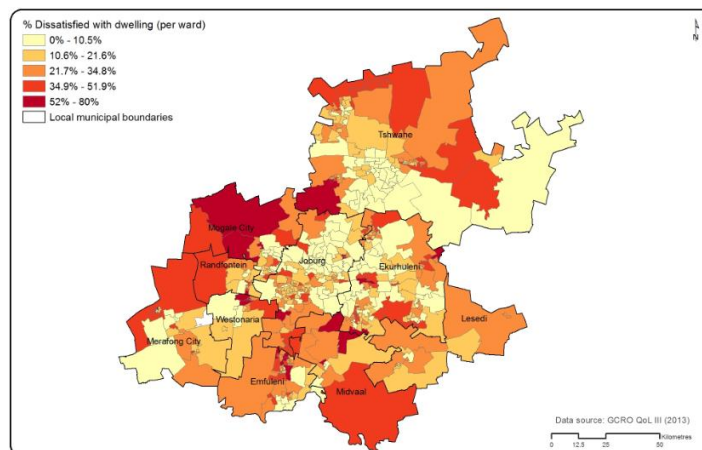 % Dissatisfied with dwelling (per ward)
0% - 10.5%
10.6% - 21.6%
21.7% - 34.8%
34.9% - 51.9%
52% - 80%
Local municipal boundaries
N
Tshwane
Mogale City
Randfontein
Joburg
Ekurhuleni
Westonaria
Lesedi
Merafong City
Emfuleni
Midvaal
Data source: GCRO QoL III (2013)
Kilometres
0 12.5 25 50